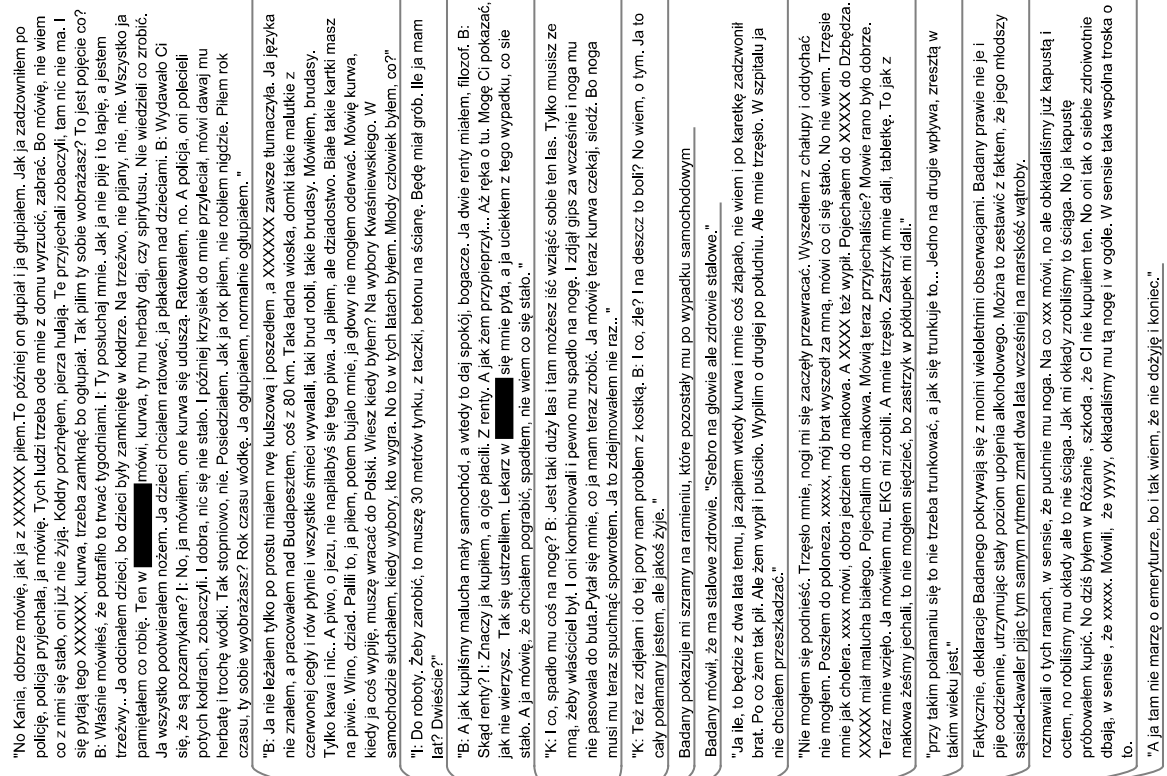 "No Kania, dobrze mówię, jak ja z XXXXX piłem.To później on głupiał i ja głupiałem. Jak ja zadzowniłem po
policję, policja pryjechała, ja mówię, Tych ludzi trzeba ode mnie z domu wyrzucić, zabrać. Bo mówię, nie wiem
co z nimi się stało, oni już nie żyją. Kołdry porżnąłem, pierza hulają. Te przyjechali zobaczyli, tam nic nie ma. I
się pytają tego XXXXXX, kurwa, trzeba zamknąć bo ogłupiał. Tak pilim ty sobie wobrażasz? To jest pojęcie co?
B: Właśnie mówiłeś, że potrafiło to trwać tygodniami. I: Ty posłuchaj mnie. Jak ja nie piję i to łapię, a jestem
trzeźwy.. Ja odcinałem dzieci, bo dzieci były zamknięte w kołdrze. Na trzeźwo, nie pijany, nie, nie. Wszystko ja
pamiętałem co robię. Ten w mówi, kurwa, ty mu herbaty daj, czy spirytusu. Nie wiedzieli co zrobić.
Ja wszystko potwierałem nożem. Ja dzieci chciałem ratować, ja płakałem nad dzieciami. B: Wydawało Ci
się, że są pozamykane? I: No, ja mówiłem, one kurwa się uduszą. Ratowałem, no. A policja, oni polecieli
potych kołdrach, zobaczyli. I dobra, nic się nie stało. I później krzysiek do mnie przyleciał, mówi dawaj mu
herbatę i trochę wódki. Tak stopniowo, nie. Posiedziałem. Jak ja rok piłem, nie robiłem nigdzie. Piłem rok
czasu, ty sobie wyobrażasz? Rok czasu wódkę. Ja ogłupiałem, normalnie ogłupiałem. "
"B: Ja nie leżałem tylko po prostu miałem rwę kulszową i poszedłem ,a XXXXXX zawsze tłumaczyła. Ja języka
nie znałem, a pracowałem nad Budapesztem, coś z 80 km. Taka ładna wioska, domki takie malutkie z
czerwonej cegły i rów płynie i wszystkie śmieci wywalali, taki brud robli, takie brudasy. Mówiłem, brudasy.
Tylko kawa i nic.. A piwo, o jezu, nie napiłabyś się tego piwa. Ja piłem, ale dziadostwo. Białe takie kartki masz
na piwie. Wino, dziad. Palili to, ja piłem, potem bujało mnie, ja głowy nie mogłem oderwać. Mówię kurwa,
kiedy ja coś wypiję, muszę wracać do Polski. Wiesz kiedy byłem? Na wybory Kwaśniewskiego. W
samochodzie słuchałem, kiedy wybory, kto wygra. No to w tych latach byłem. Młody człowiek byłem, co?"
"I: Do roboty. Żeby zarobić, to muszę 30 metrów tynku, z taczki, betonu na ścianę. Będę miał grób. Ile ja mam
lat? Dwieście?"
"B: A jak kupiliśmy malucha mały samochód, a wtedy to daj spokój, bogacze. Ja dwie renty miałem, filozof. B:
Skąd renty? I: Znaczy ja kupiłem, a ojce płacili. Z renty. A jak żem przypieprzył... Aż ręka o tu. Mogę Ci pokazać,
jak nie wierzysz. Tak się ustrzeliłem. Lekarz w się mnie pyta, a ja uciekłem z tego wypadku, co się
stało. A ja mówię, że chciałem pograbić, spadłem, nie wiem co się stało. "
"K: I co, spadło mu coś na nogę? B: Jest taki duży las i tam możesz iść wziąść sobie ten las. Tylko musisz ze
mną, żeby właściciel był. I oni kombinowali i pewno mu spadło na nogę. I zdjął gips za wcześnie i noga mu
nie pasowała do buta.Pytał się mnie, co ja mam teraz zrobić. Ja mówię teraz kurwa czekaj, siedź. Bo noga
musi mu teraz spuchnąć spowrotem. Ja to zdejmowałem nie raz.. "
"K: Też raz zdjęłam i do tej pory mam problem z kostką. B: I co, źle? I na deszcz to boli? No wiem, o tym. Ja to
cały połamany jestem, ale jakoś żyje."
Badany pokazuje mi szramy na ramieniu, które pozostały mu po wypadku samochodowym
Badany mówił, że ma stalowe zdrowie. "Srebro na głowie ale zdrowie stalowe."
"Ja ile, to będzie z dwa lata temu, ja zapiłem wtedy kurwa i mnie coś złapało, nie wiem i po karetkę zadzwonił
brat. Po co żem tak pił. Ale żem wypił i puściło. Wypilim o drugiej po południu. Ale mnie trzęsło. W szpitalu ja
nie chciałem przeszkadzać."
"Nie mogłem się podnieść. Trzęsło mnie, nogi mi się zaczęły przewracać. Wyszedłem z chałupy i oddychać
nie mogłem. Poszłem do poloneza. xxxxx, mój brat wyszedł za mną, mówi co ci się stało. No nie wiem. Trzęsie
mnie jak cholera. xxxx mówi, dobra jedziem do makowa. A XXXX też wypił. Pojechałem do XXXXX do Dzbądza.
XXXXX miał malucha białego. Pojechalim do makowa. Mówią teraz przyjechaliście? Mowie rano było dobrze.
Teraz mnie wzięło. Ja mówiłem mu. EKG mi zrobili. A mnie trzęsło. Zastrzyk mnie dali, tabletkę. To jak z
makowa żeśmy jechali, to nie mogłem siędzieć, bo zastrzyk w półdupek mi dali."
"przy takim połamaniu się to nie trzeba trunkować, a jak się trunkuje to... Jedno na drugie wpływa, zresztą w
takim wieku jest."
Faktycznie, deklaracje Badanego pokrywają się z moimi wieloletnimi obserwacjami. Badany prawie nie je i
pije codziennie, utrzymując stały poziom upojenia alkoholowego. Można to zestawić z faktem, że jego młodszy
sąsiad-kawaler pijąc tym samym rytmem zmarł dwa lata wcześniej na marskość wątroby.
rozmawiali o tych ranach, w sensie, że puchnie mu noga. Na co xxx mówi, no ale obkładaliśmy już kapustą i
octem, no robiliśmy mu okłady ale to nie ściąga. Jak mi okłady zrobiliśmy to ściąga. No ja kapustę
próbowałem kupić. No dziś byłem w Różanie , szkoda , że CI nie kupiłem ten. No oni tak o siebie zdroiwotnie
dbają, w sensie , że xxxxx. Mówili, że yyyyy, okładaliśmy mu tą nogę i w ogóle. W sensie taka wspólna troska o
to.
"A ja tam nie marzę o emeryturze, bo i tak wiem, że nie dożyję i koniec."